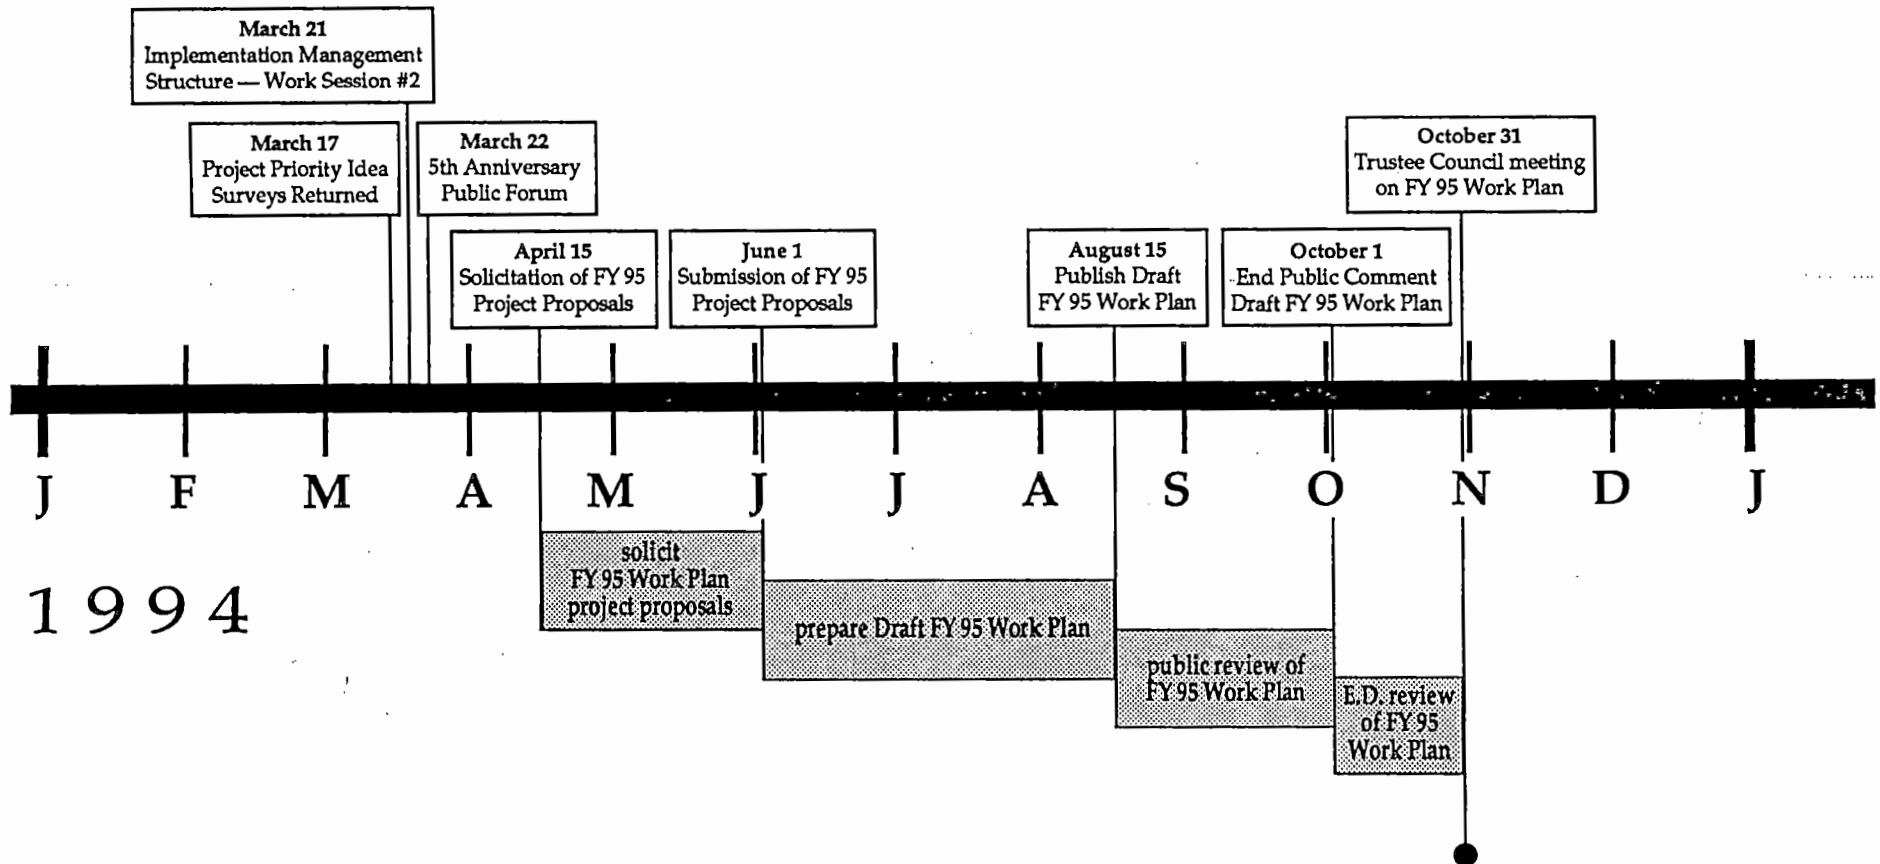 March 21
Implementation Management
Structure — Work Session #2
March 17
Project Priority Idea
Surveys Returned
March 22
5th Anniversary
Public Forum
October 31
Trustee Council meeting
on FY 95 Work Plan
April 15
Solicitation of FY 95
Project Proposals
June 1
Submission of FY 95
Project Proposals
August 15
Publish Draft
FY 95 Work Plan
October 1
End Public Comment
Draft FY 95 Work Plan
J F M A M J J A S O N D J
1994
solicit
FY 95 Work Plan
project proposals
prepare Draft FY 95 Work Plan
public review of
FY 95 Work Plan
E.D. review
of FY 95
Work Plan